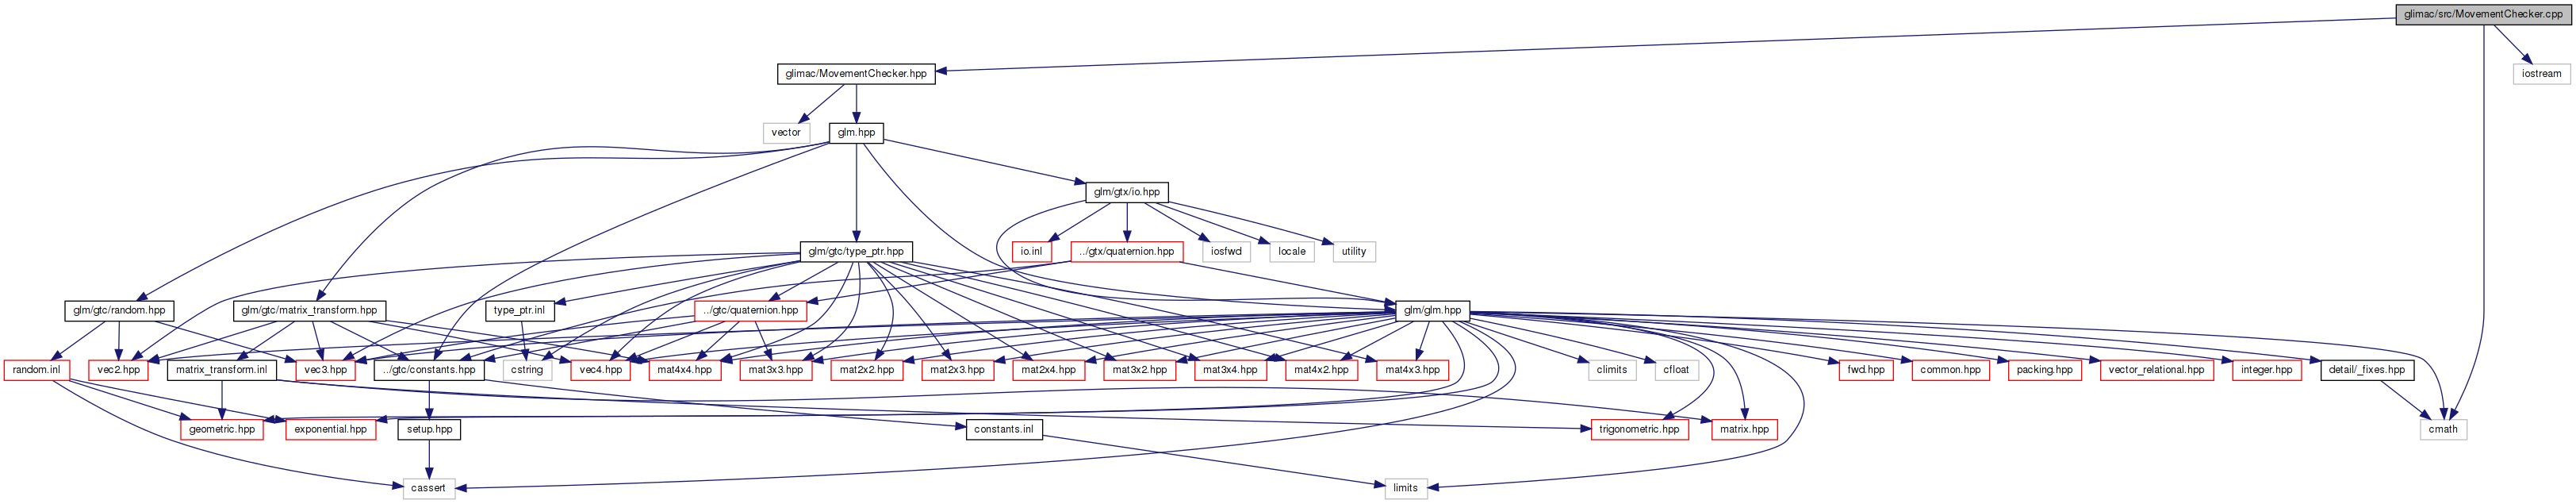 glimac/src/MovementChecker.cpp
glimac/MovementChecker.hpp
iostream
vector
glm.hpp
glm/gtx/io.hpp
glm/gtc/type_ptr.hpp
io.inl
../gtx/quaternion.hpp
iosfwd
locale
utility
glm/gtc/random.hpp
glm/gtc/matrix_transform.hpp
type_ptr.inl
../gtc/quaternion.hpp
glm/glm.hpp
random.inl
vec2.hpp
matrix_transform.inl
vec3.hpp
../gtc/constants.hpp
cstring
vec4.hpp
mat4x4.hpp
mat3x3.hpp
mat2x2.hpp
mat2x3.hpp
mat2x4.hpp
mat3x2.hpp
mat3x4.hpp
mat4x2.hpp
mat4x3.hpp
climits
cfloat
fwd.hpp
common.hpp
packing.hpp
vector_relational.hpp
integer.hpp
detail/_fixes.hpp
geometric.hpp
exponential.hpp
setup.hpp
constants.inl
trigonometric.hpp
matrix.hpp
cmath
cassert
limits